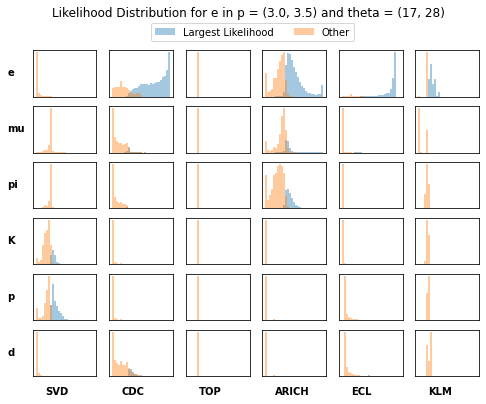 Likelihood Distribution for e in p = (3.0, 3.5) and theta = (17, 28)
Largest Likelihood Other
e
mu
pi
K
p
d
SVD CDC TOP ARICH ECL KLM